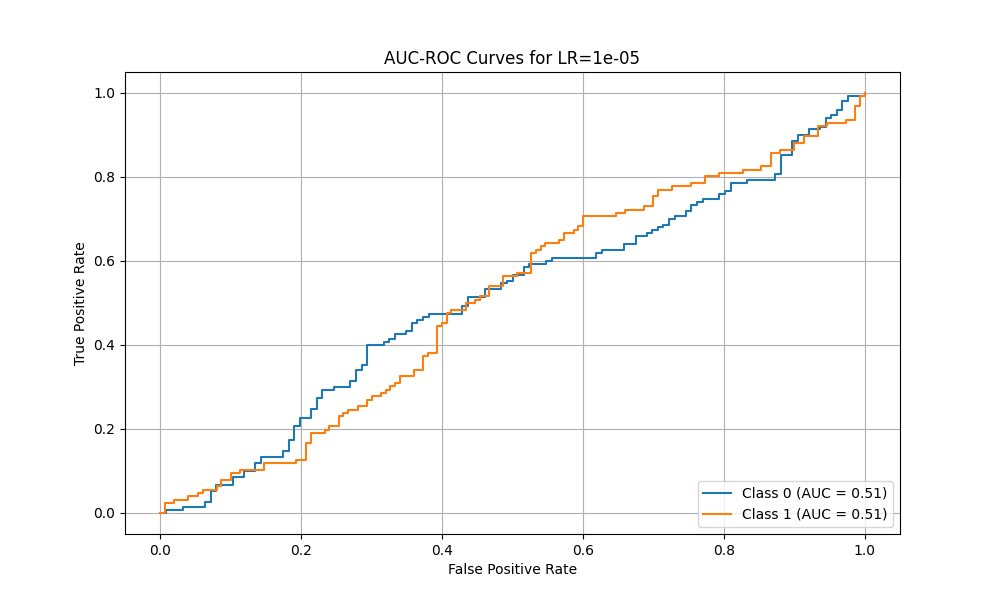 AUC-ROC Curves for LR=1e-05
True Positive Rate
1.0
0.8
0.6
0.4
0.2
0.0
0.0 0.2 0.4 0.6 0.8 1.0
False Positive Rate
Class 0 (AUC = 0.51)
Class 1 (AUC = 0.51)